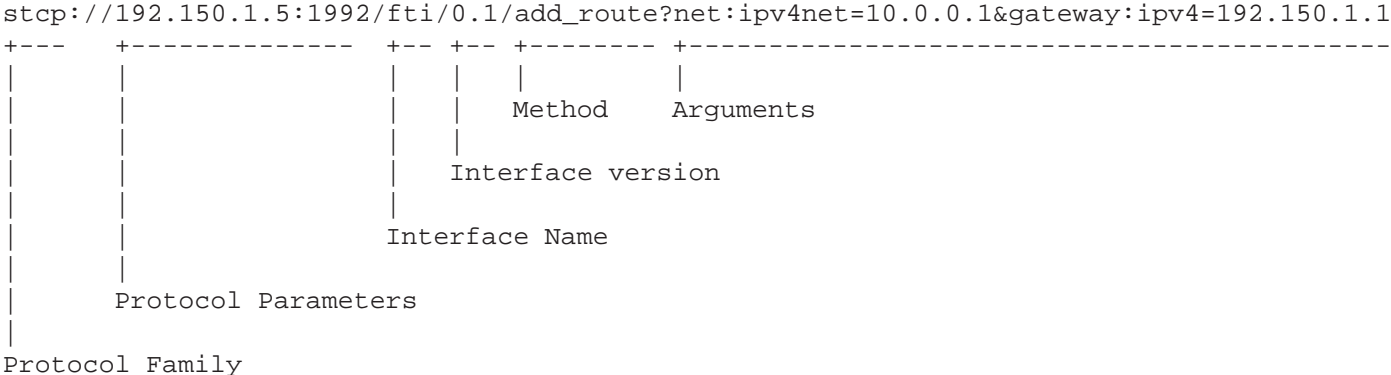 stcp://192.150.1.5:1992/fti/0.1/add_route?net:ipv4net=10.0.0.1&gateway:ipv4=192.150.1.1
Method Arguments
Interface version
Interface Name
Protocol Parameters
Protocol Family